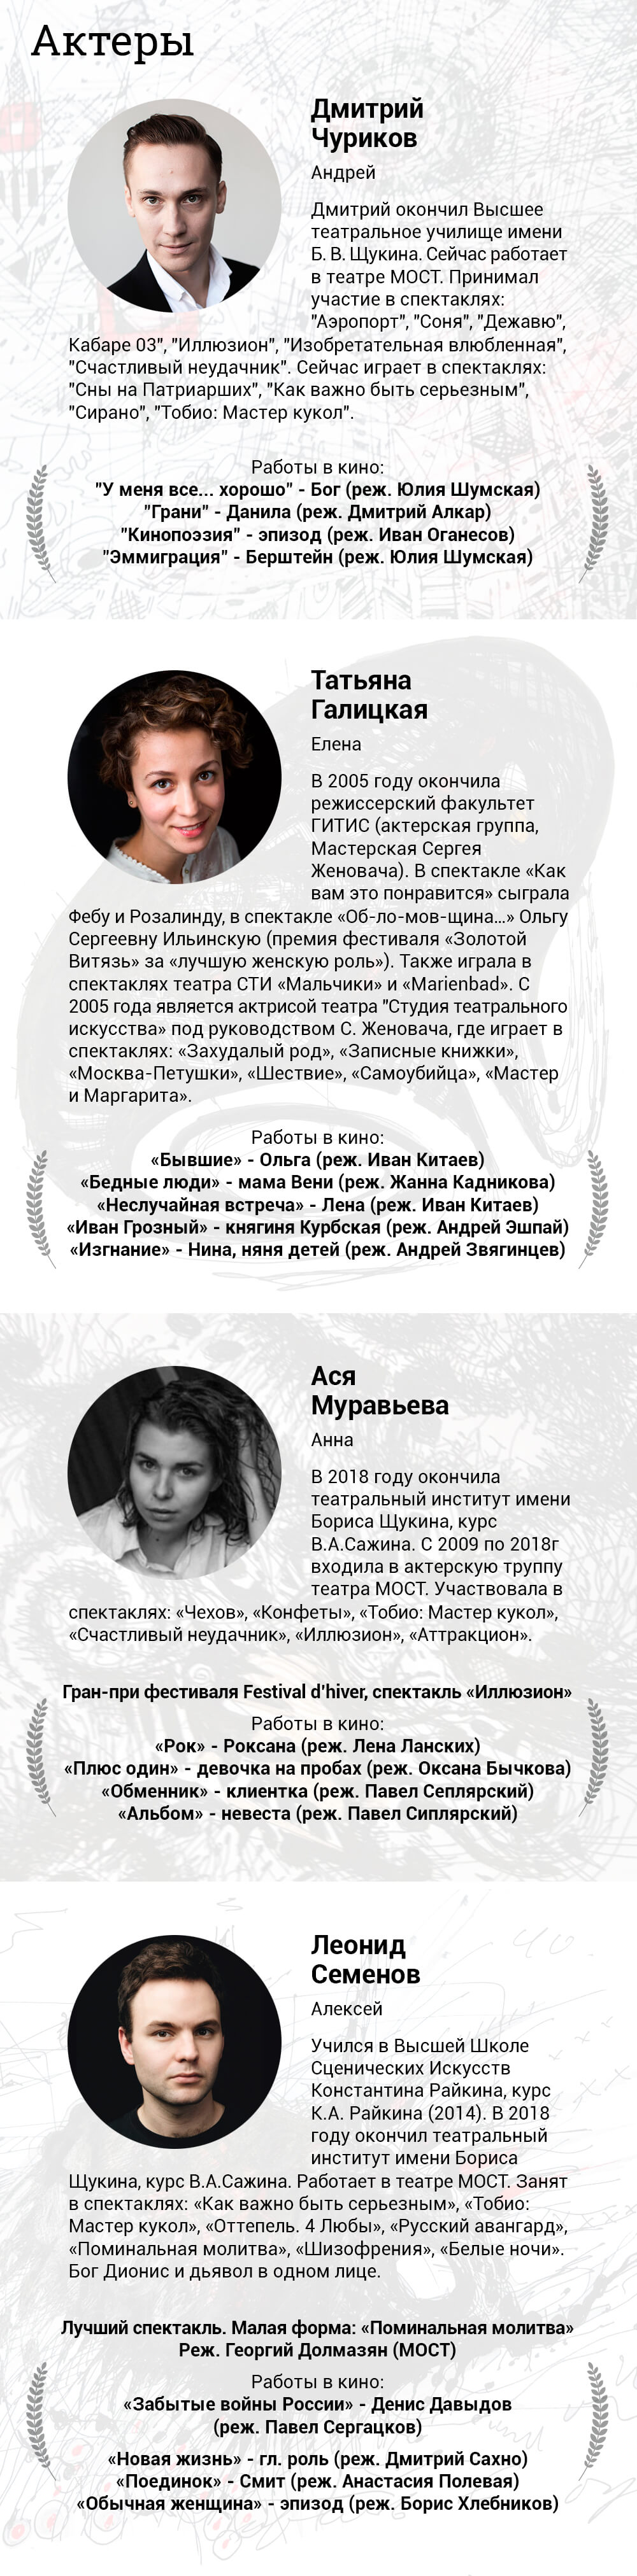 Актеры
Дмитрий
Чуриков
Андрей
Дмитрий окончил Высшее
театральное училище имени
Б. В. Щукина. Сейчас работает
в театре МОСТ. Принимал
участие в спектаклях:
"Аэропорт", "Соня", "Дежавю",
Кабаре 03", "Иллюзион", "Изобретательная влюбленная",
"Счастливый неудачник". Сейчас играет в спектаклях:
"Сны на Патриарших", "Как важно быть серьезным",
"Сирано", "Тобио: Мастер кукол".
Работы в кино:
"У меня все... хорошо" - Бог (реж. Юлия Шумская)
"Грани" - Данила (реж. Дмитрий Алкар)
"Кинопоэзия" - эпизод (реж. Иван Оганесов)
"Эммиграция" - Берштейн (реж. Юлия Шумская)
Татьяна
Галицкая
Елена
В 2005 году окончила
режиссерский факультет
ГИТИС (актерская группа,
Мастерская Сергея
Женовача). В спектакле «Как
вам это понравится» сыграла
Фебу и Розалинду, в спектакле «Об-ло-мов-щина...» Ольгу
Сергеевну Ильинскую (премия фестиваля «Золотой
Витязь» за «лучшую женскую роль»). Также играла в
спектаклях театра СТИ «Мальчики» и «Marienbad». С
2005 года является актрисой театра "Студия театрального
искусства» под руководством С. Женовача, где играет в
спектаклях: «Захудалый род», «Записные книжки»,
«Москва-Петушки», «Шествие», «Самоубийца», «Мастер
и Маргарита».
Работы в кино:
«Бывшие» - Ольга (реж. Иван Китаев)
«Бедные люди» - мама Вени (реж. Жанна Кадникова)
«Неслучайная встреча» - Лена (реж. Иван Китаев)
«Иван Грозный» - княгиня Курбская (реж. Андрей Эшпай)
«Изгнание» - Нина, няня детей (реж. Андрей Звягинцев)
Ася
Муравьева
Анна
В 2018 году окончила
театральный институт имени
Бориса Щукина, курс
В.А.Сажина. С 2009 по 2018г
входила в актерскую труппу
театра МОСТ. Участвовала в
спектаклях: «Чехов», «Конфеты», «Тобио: Мастер кукол»,
«Счастливый неудачник», «Иллюзион», «Аттракцион».
Гран-при фестиваля Festival d'hiver, спектакль «Иллюзион»
Работы в кино:
«Рок» - Роксана (реж. Лена Ланских)
«Плюс один» - девочка на пробах (реж. Оксана Бычкова)
«Обменник» - клиентка (реж. Павел Сеплярский)
«Альбом» - невеста (реж. Павел Сиплярский)
Леонид
Семенов
Алексей
Учился в Высшей Школе
Сценических Искусств
Константина Райкина, курс
К.А. Райкина (2014). В 2018
году окончил театральный
институт имени Бориса
Щукина, курс В.А.Сажина. Работает в театре МОСТ. Занят
в спектаклях: «Как важно быть серьезным», «Тобио:
Мастер кукол», «Оттепель. 4 Любы», «Русский авангард»,
«Поминальная молитва», «Шизофрения», «Белые ночи».
Бог Дионис и дьявол в одном лице.
Лучший спектакль. Малая форма: «Поминальная молитва»
Реж. Георгий Долмазян (МОСТ)
Работы в кино:
«Забытые войны России» - Денис Давыдов
(реж. Павел Сергацков)
«Новая жизнь» - гл. роль (реж. Дмитрий Сахно)
«Поединок» - Смит (реж. Анастасия Полевая)
«Обычная женщина» - эпизод (реж. Борис Хлебников)